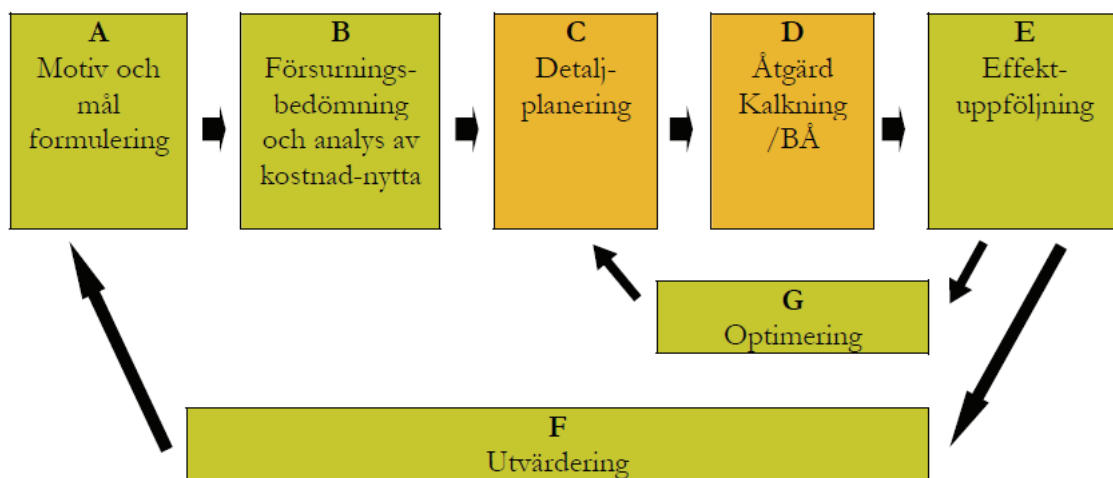 A
Motiv och
mål
formulering
B
Försurnings-
bedömning
och analys av
kostnad-nytta
C
Detalj-
planering
D
Åtgärd
Kalkning
/BÅ
E
Effekt-
uppföljning
G
Optimering
F
Utvärdering